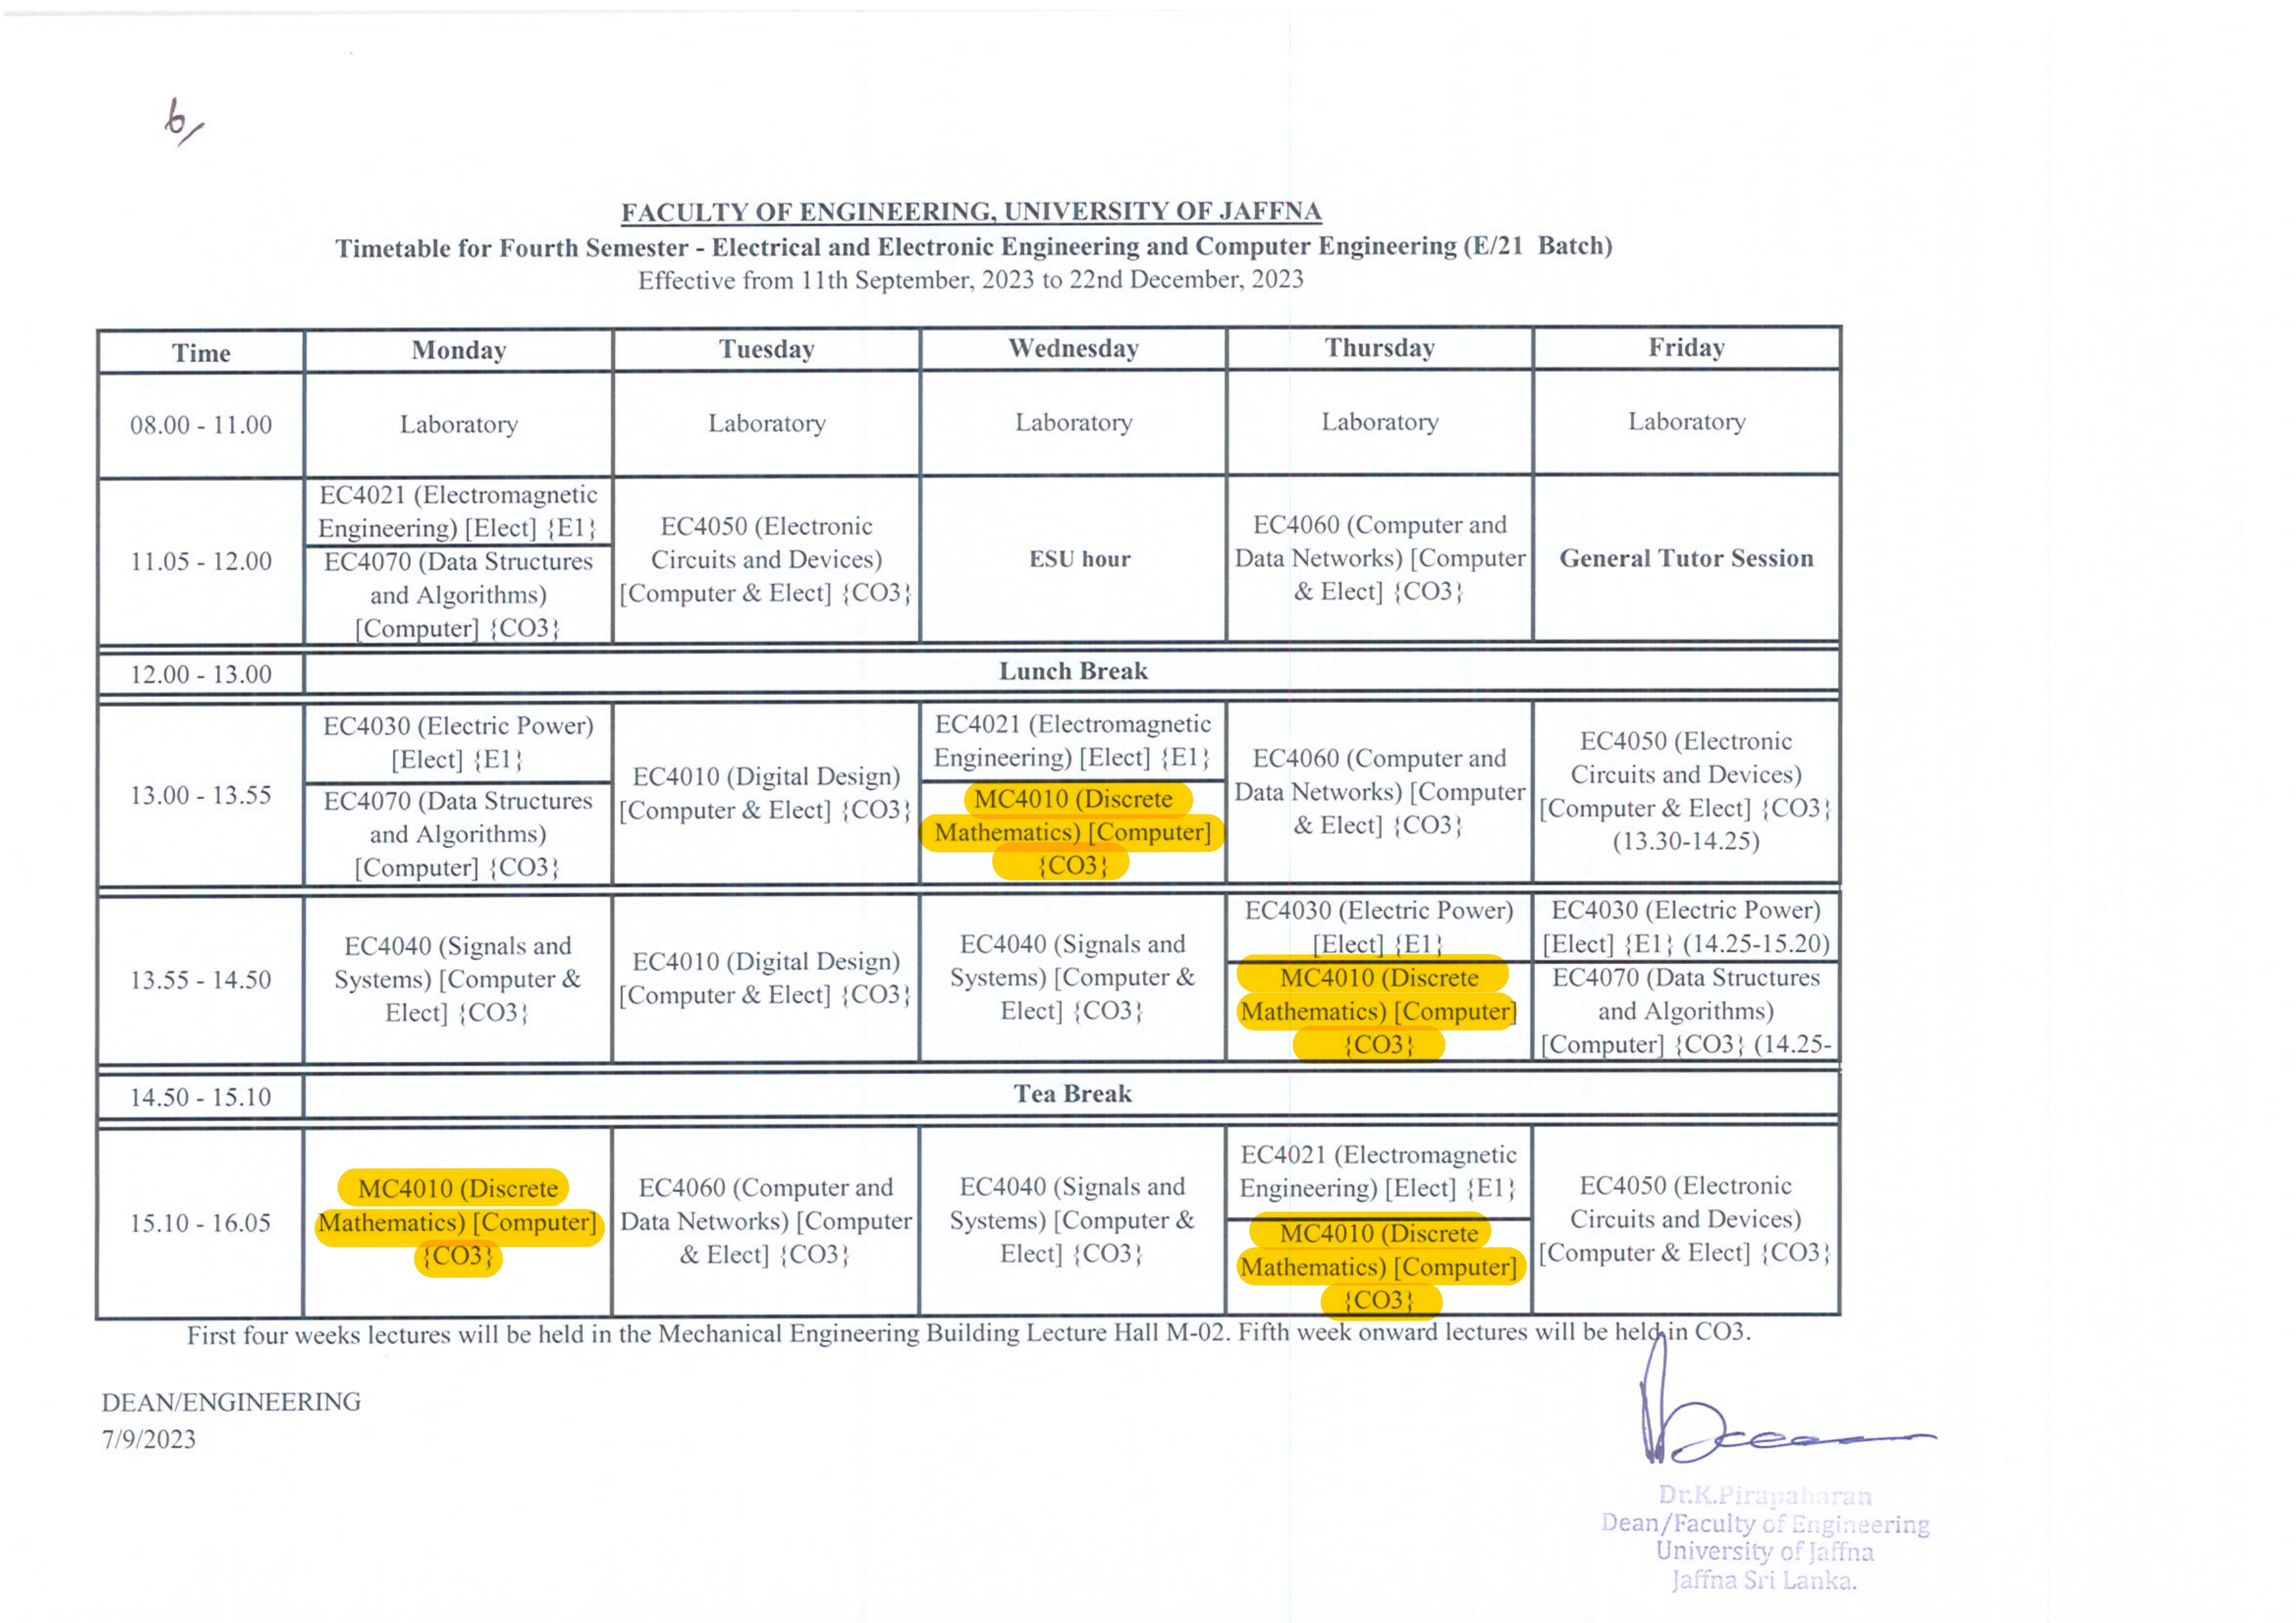 6/
FACULTY OF ENGINEERING, UNIVERSITY OF JAFFNA
Timetable for Fourth Semester - Electrical and Electronic Engineering and Computer Engineering (E/21 Batch)
Effective from 11th September, 2023 to 22nd December, 2023
Time
Monday
Tuesday
Wednesday
Thursday
Friday
08.00 - 11.00
Laboratory
Laboratory
Laboratory
Laboratory
Laboratory
11.05 - 12.00
EC4021 (Electromagnetic
Engineering) [Elect] {E1}
EC4070 (Data Structures
and Algorithms)
[Computer] {CO3}
EC4050 (Electronic
Circuits and Devices)
[Computer & Elect] {CO3}
ESU hour
EC4060 (Computer and
Data Networks) [Computer
& Elect] {CO3}
General Tutor Session
12.00 - 13.00
Lunch Break
13.00 - 13.55
EC4030 (Electric Power)
[Elect] {E1}
EC4070 (Data Structures
and Algorithms)
[Computer] {CO3}
EC4010 (Digital Design)
[Computer & Elect] {CO3}
EC4021 (Electromagnetic
Engineering) [Elect] {E1}
MC4010 (Discrete
Mathematics) [Computer]
{CO3}
EC4060 (Computer and
Data Networks) [Computer
& Elect] {CO3}
EC4050 (Electronic
Circuits and Devices)
[Computer & Elect] {CO3}
(13.30-14.25)
13.55 - 14.50
EC4040 (Signals and
Systems) [Computer &
Elect] {CO3}
EC4010 (Digital Design)
[Computer & Elect] {CO3}
EC4040 (Signals and
Systems) [Computer &
Elect] {CO3}
EC4030 (Electric Power)
[Elect] {E1}
MC4010 (Discrete
Mathematics) [Computer]
{CO3}
EC4030 (Electric Power)
[Elect] {E1} (14.25-15.20)
EC4070 (Data Structures
and Algorithms)
[Computer] {CO3} (14.25-
14.50 - 15.10
Tea Break
15.10 - 16.05
MC4010 (Discrete
Mathematics) [Computer]
{CO3}
EC4060 (Computer and
Data Networks) [Computer
& Elect] {CO3}
EC4040 (Signals and
Systems) [Computer &
Elect] {CO3}
EC4021 (Electromagnetic
Engineering) [Elect] {E1}
MC4010 (Discrete
Mathematics) [Computer]
{CO3}
EC4050 (Electronic
Circuits and Devices)
[Computer & Elect] {CO3}
First four weeks lectures will be held in the Mechanical Engineering Building Lecture Hall M-02. Fifth week onward lectures will be held in CO3.
DEAN/ENGINEERING
7/9/2023
Dr.K.Pirapaharan
Dean/Faculty of Engineering
University of Jaffna
Jaffna Sri Lanka.